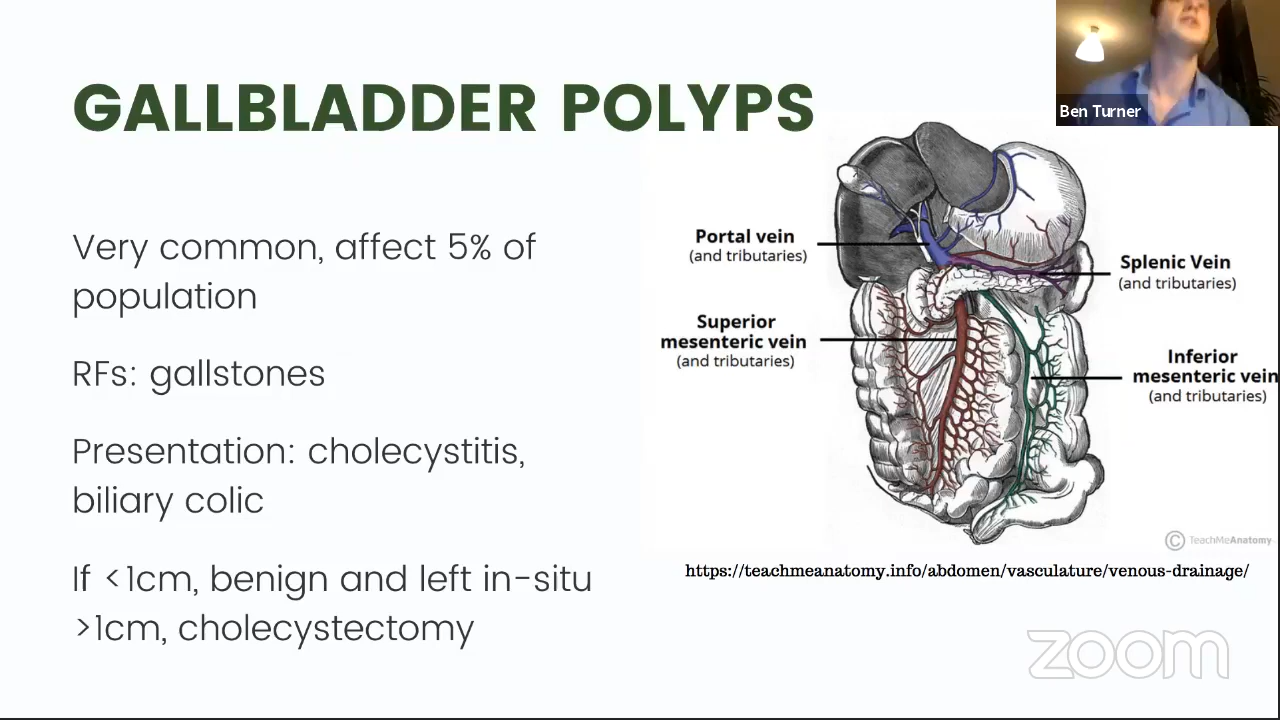 GALLBLADDER POLYPS
Ben Turner
Very common, affect 5% of
population
RFs: gallstones
Presentation: cholecystitis,
biliary colic
If <1cm, benign and left in-situ
>1cm, cholecystectomy
Portal vein
(and tributaries)
Splenic Vein
(and tributaries)
Superior
mesenteric vein
(and tributaries)
Inferior
mesenteric vein
(and tributaries)
© TeachMeAnatomy
https://teachmeanatomy.info/abdomen/vasculature/venous-drainage/
zoom